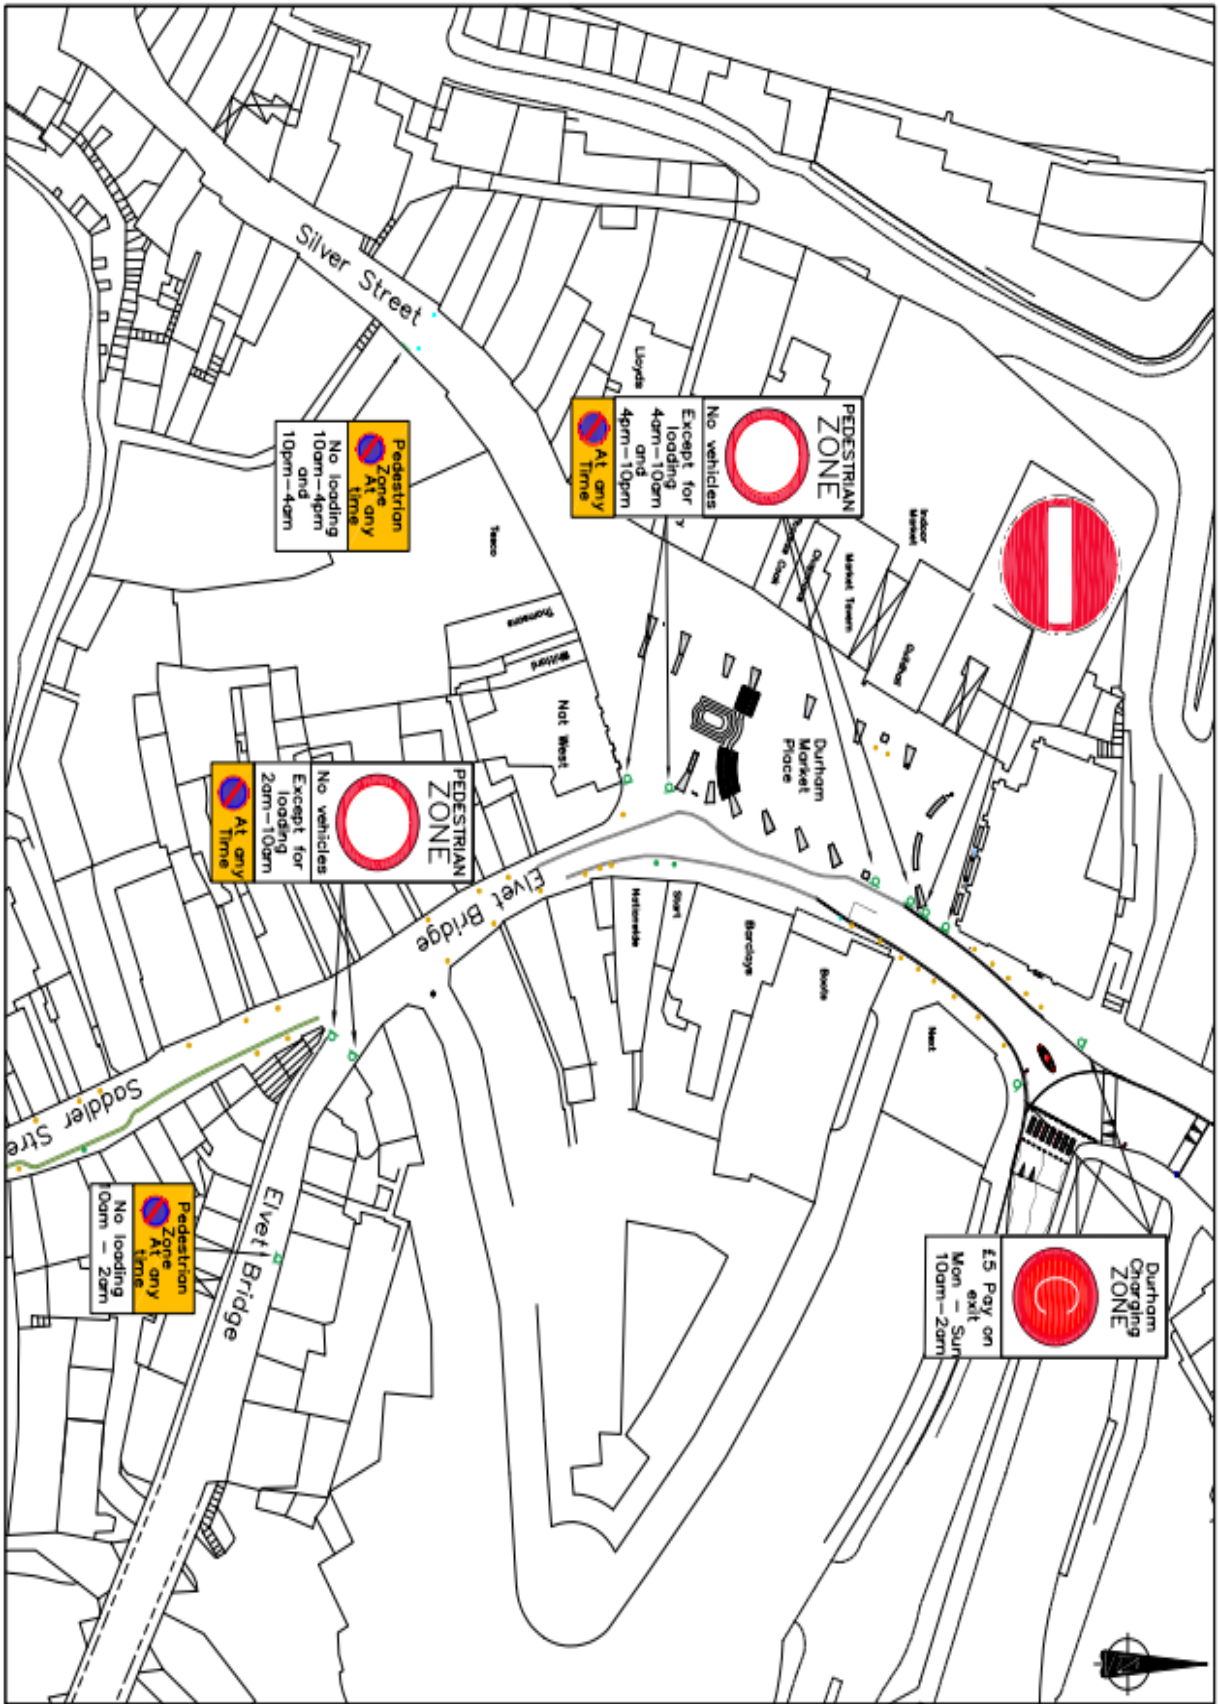 Silver Street
Lloyds
PEDESTRIAN
ZONE
No vehicles
Except for
loading
4am-10am
and
4pm-10pm
At any
Time
Pedestrian
Zone
At any
time
No loading
10am-4pm
and
10pm-4am
Tesco
Thomsons
Nat West
Indoor
Market
Market Tavern
Guildhall
Durham
Market
Place
PEDESTRIAN
ZONE
No vehicles
Except for
loading
2am-10am
At any
Time
Elvet Bridge
Nationwide
Start
Barclays
Boots
Next
Saddler Stre
Elvet Bridge
Pedestrian
Zone
At any
time
No loading
10am - 2am
Durham
Charging
ZONE
C
£5 Pay on
exit
Mon - Sun
10am-2am